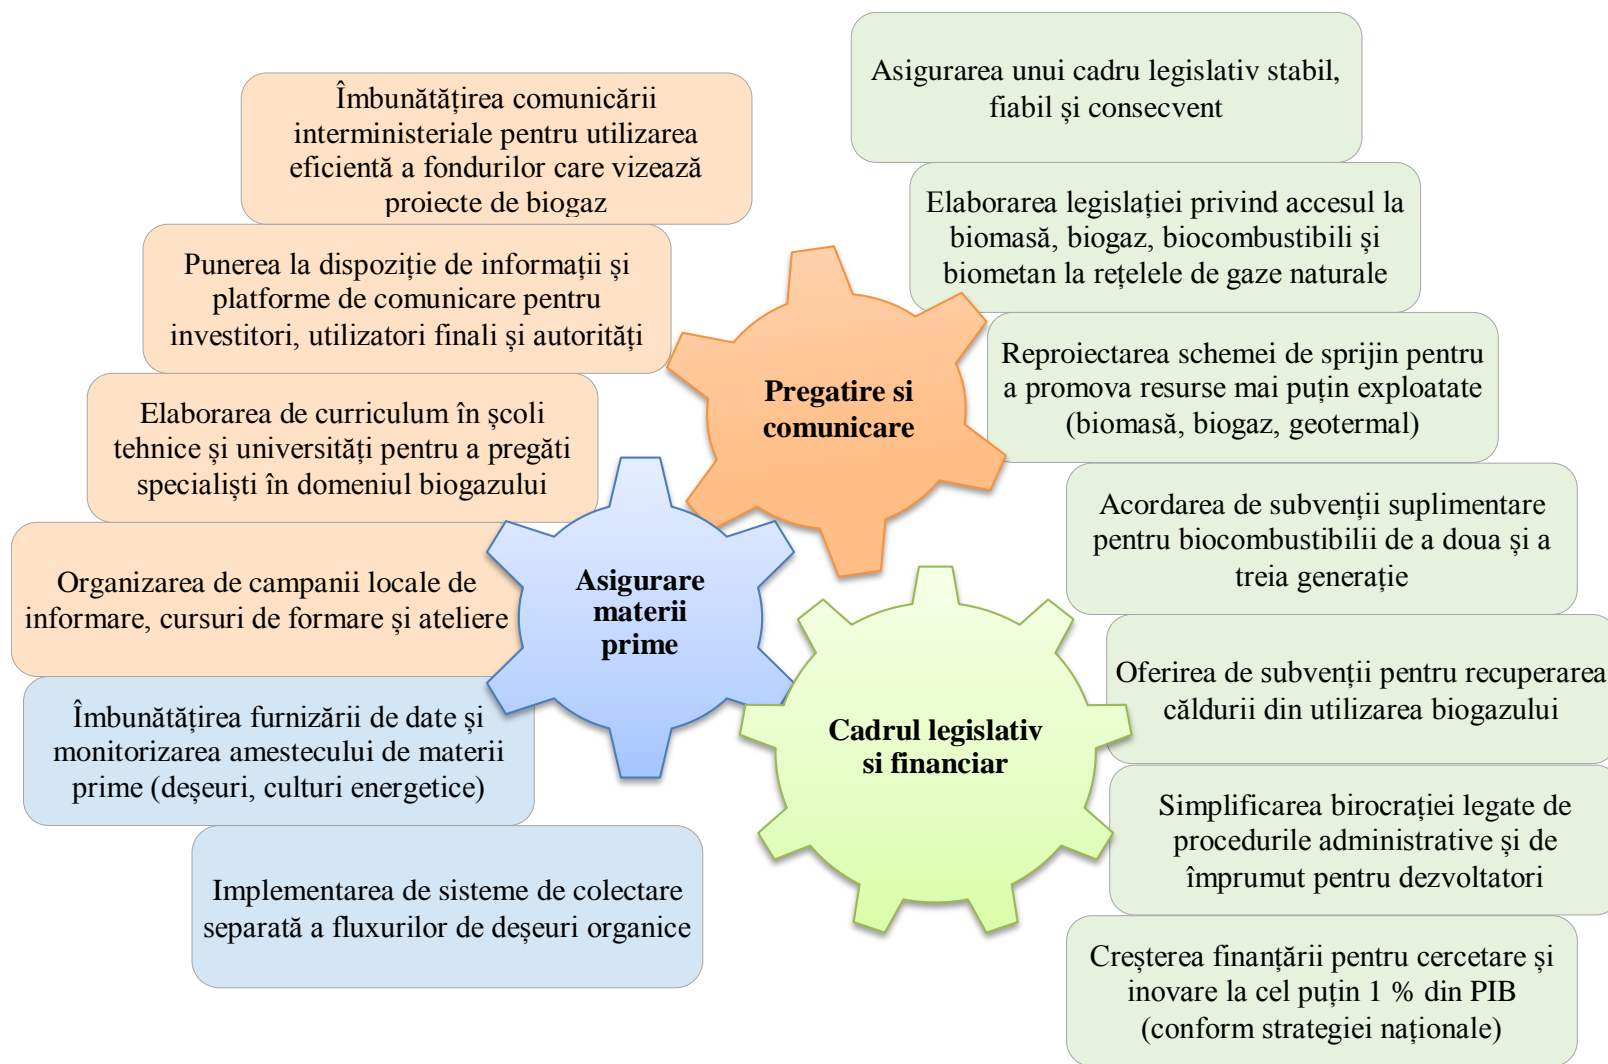 Îmbunătățirea comunicării
interministeriale pentru utilizarea
eficientă a fondurilor care vizează
proiecte de biogaz
Punerea la dispoziție de informații și
platforme de comunicare pentru
investitori, utilizatori finali și autorități
Elaborarea de curriculum în școli
tehnice și universități pentru a pregăti
specialiști în domeniul biogazului
Organizarea de campanii locale de
informare, cursuri de formare și ateliere
Îmbunătățirea furnizării de date și
monitorizarea amestecului de materii
prime (deșeuri, culturi energetice)
Implementarea de sisteme de colectare
separată a fluxurilor de deșeuri organice
Pregatire si
comunicare
Asigurare
materii
prime
Cadrul legislativ
si financiar
Asigurarea unui cadru legislativ stabil,
fiabil și consecvent
Elaborarea legislației privind accesul la
biomasă, biogaz, biocombustibili și
biometan la rețelele de gaze naturale
Reproiectarea schemei de sprijin pentru
a promova resurse mai puțin exploatate
(biomasă, biogaz, geotermal)
Acordarea de subvenții suplimentare
pentru biocombustibilii de a doua și a
treia generație
Oferirea de subvenții pentru recuperarea
căldurii din utilizarea biogazului
Simplificarea birocrației legate de
procedurile administrative și de
împrumut pentru dezvoltatori
Creșterea finanțării pentru cercetare și
inovare la cel puțin 1 % din PIB
(conform strategiei naționale)